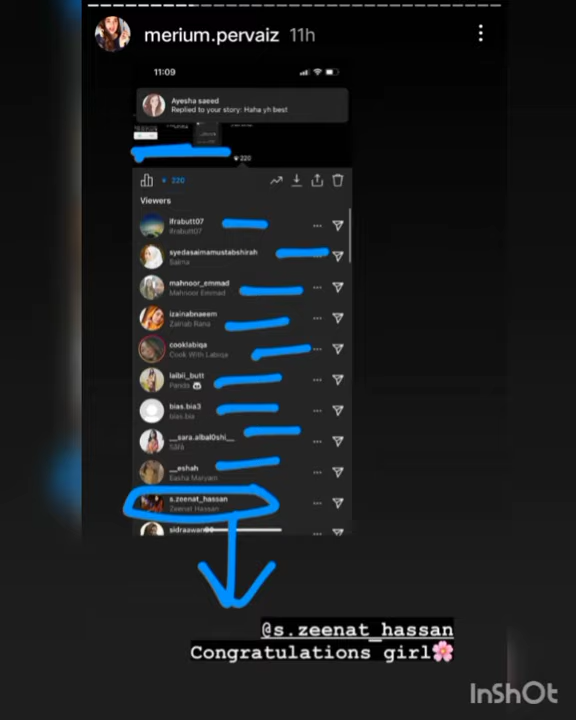 merium.pervaiz 11h
11:09
Ayesha saeed
Replied to your story: Haha yh best
220
220
Viewers
ifrabutt07
ifrabutt07
syedasaimamustabshirah
Saima
mahnoor_emmad
Mahnoor Emmad
izainabnaeem
Zainab Rana
cooklabiqa
Cook With Labiqa
laibii_butt
Panda 🐼
bias.bia3
bias.bia
__sara.albal0shi__
__eshah
Easha Maryam
s.zeenat_hassan
Zeenat Hassan
@s.zeenat_hassan
Congratulations girl🌸
InShOt